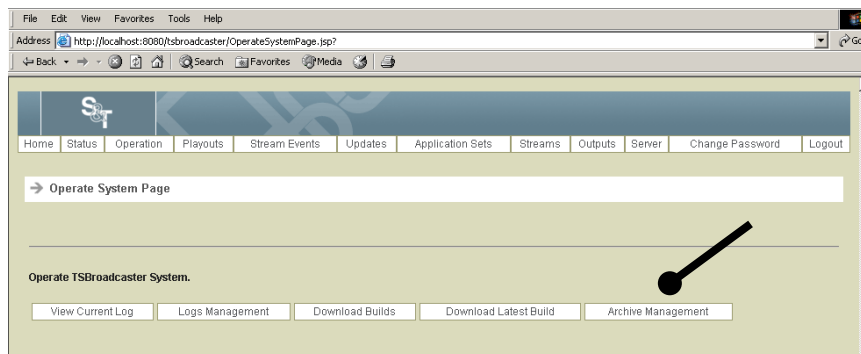 File Edit View Favorites Tools Help
Address http://localhost:8080/tsbroadcaster/OperateSystemPage.jsp? Go
Back Search Favorites Media
S&T
Home Status Operation Playouts Stream Events Updates Application Sets Streams Outputs Server Change Password Logout
Operate System Page
Operate TSBroadcaster System.
View Current Log Logs Management Download Builds Download Latest Build Archive Management